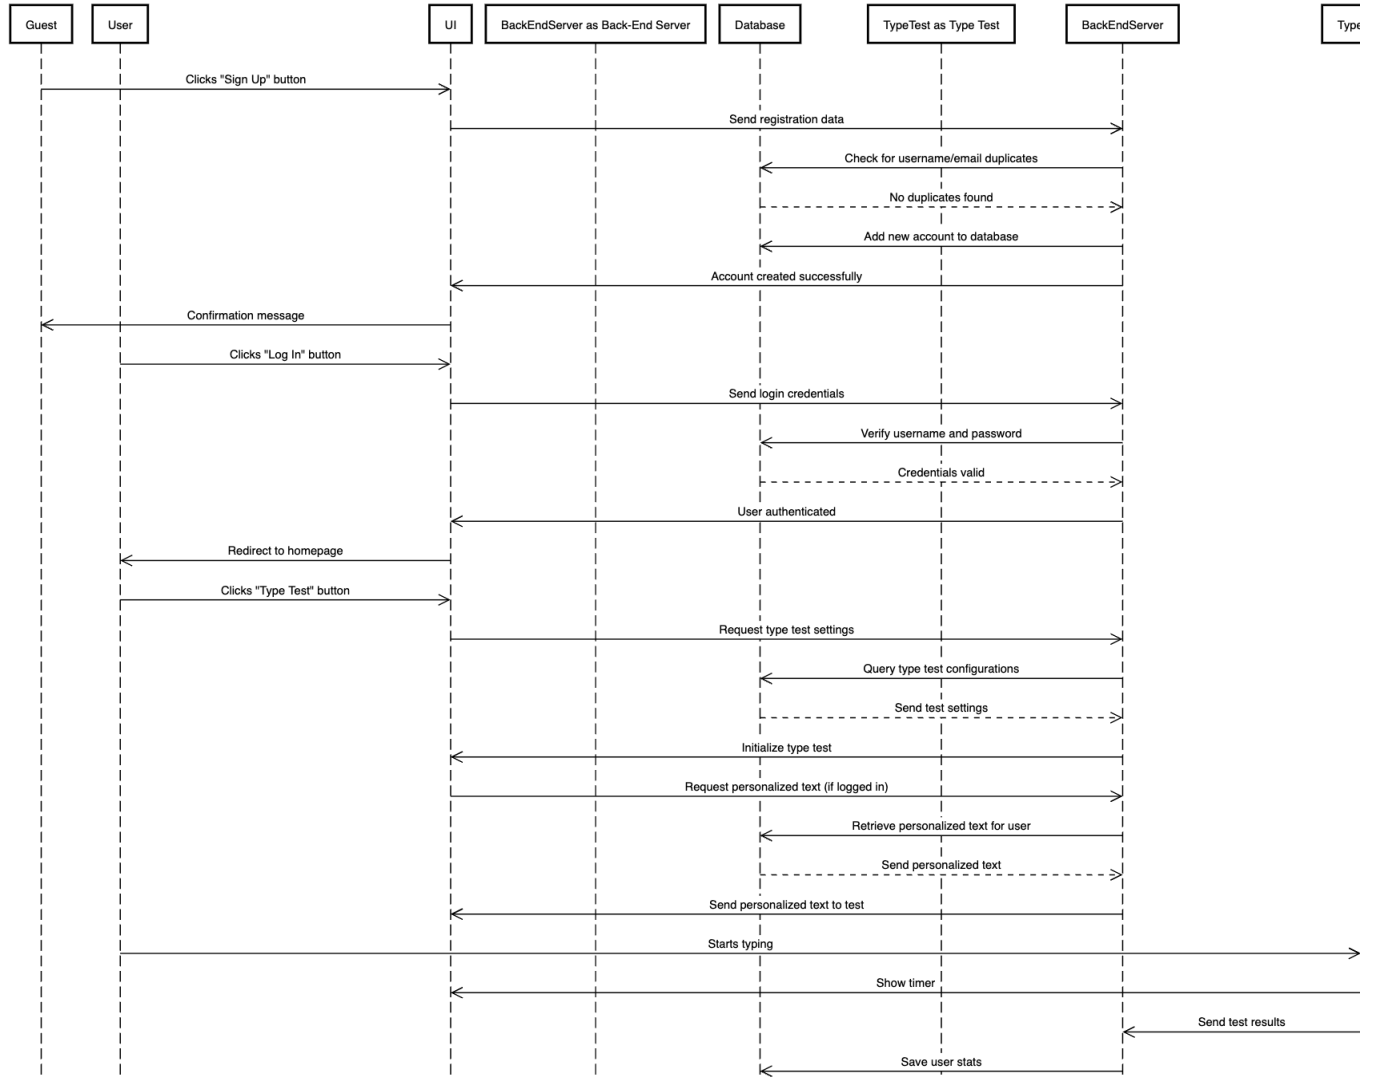 Guest
User
UI
BackEndServer as Back-End Server
Database
TypeTest as Type Test
BackEndServer
Type
Clicks "Sign Up" button
Send registration data
Check for username/email duplicates
No duplicates found
Add new account to database
Account created successfully
Confirmation message
Clicks "Log In" button
Send login credentials
Verify username and password
Credentials valid
User authenticated
Redirect to homepage
Clicks "Type Test" button
Request type test settings
Query type test configurations
Send test settings
Initialize type test
Request personalized text (if logged in)
Retrieve personalized text for user
Send personalized text
Send personalized text to test
Starts typing
Show timer
Send test results
Save user stats